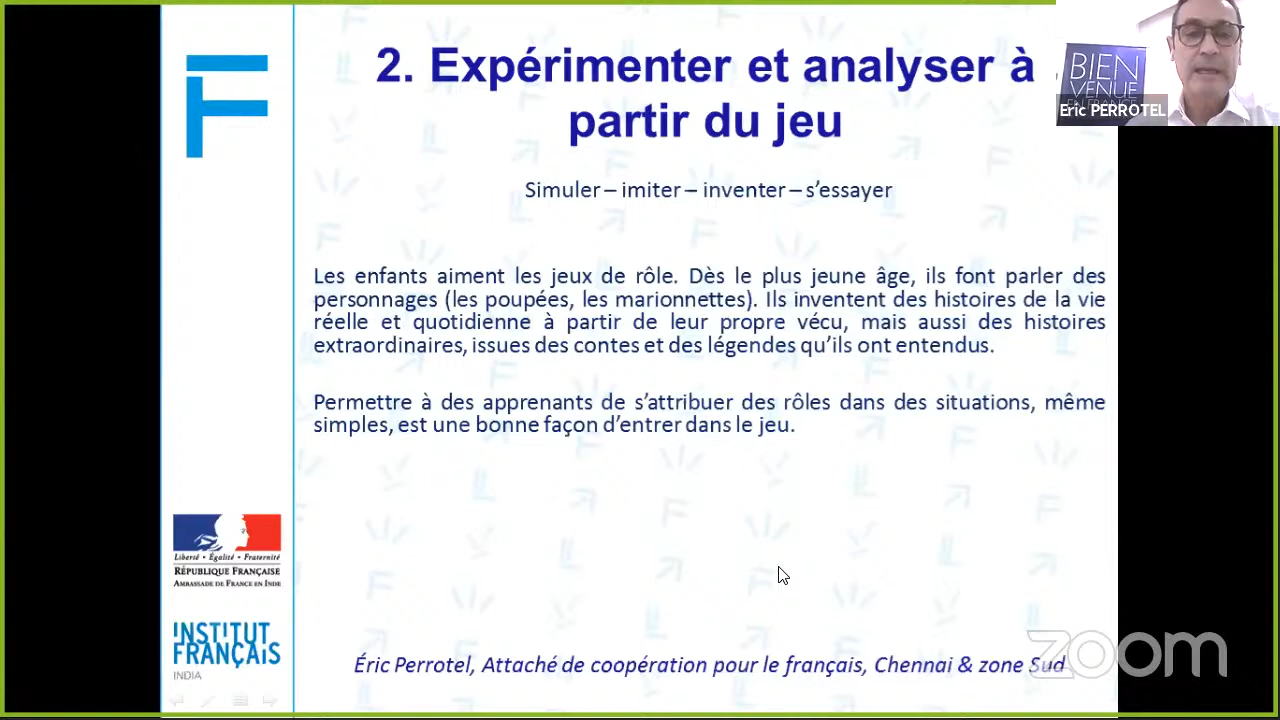 2. Expérimenter et analyser à
partir du jeu
BIEN
VENUE
EN FRANCE
Eric PERROTEL
Simuler – imiter – inventer – s’essayer
Les enfants aiment les jeux de rôle. Dès le plus jeune âge, ils font parler des
personnages (les poupées, les marionnettes). Ils inventent des histoires de la vie
réelle et quotidienne à partir de leur propre vécu, mais aussi des histoires
extraordinaires, issues des contes et des légendes qu’ils ont entendus.
Permettre à des apprenants de s’attribuer des rôles dans des situations, même
simples, est une bonne façon d’entrer dans le jeu.
Liberté • Égalité • Fraternité
RÉPUBLIQUE FRANÇAISE
AMBASSADE DE FRANCE EN INDE
INSTITUT
FRANÇAIS
INDIA
Éric Perrotel, Attaché de coopération pour le français, Chennai & zone Sud
zoom